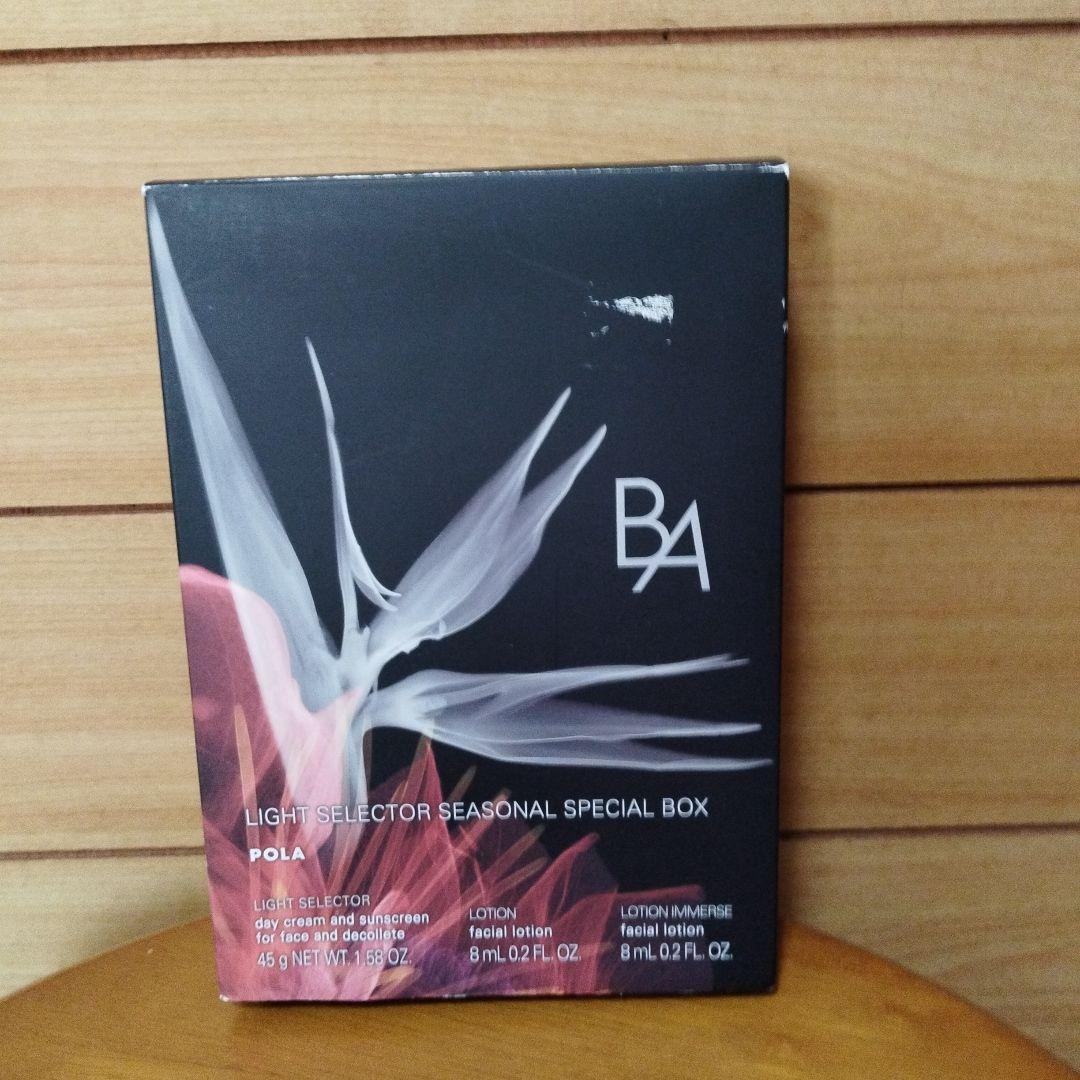 BA
LIGHT SELECTOR SEASONAL SPECIAL BOX
POLA
LIGHT SELECTOR
day cream and sunscreen
for face and decollete
45 g NET WT. 1.58 OZ.
LOTION
facial lotion
8 mL 0.2 FL. OZ.
LOTION IMMERSE
facial lotion
8 mL 0.2 FL. OZ.